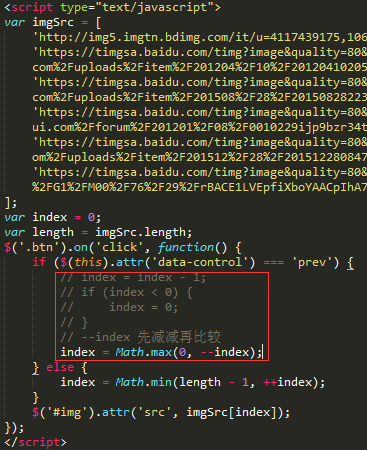 <script type="text/javascript">
var imgSrc = [
'http://img5.imgtn.bdimg.com/it/u=4117439175,106
'https://timgsa.baidu.com/timg?image&quality=80&
com%2Fuploads%2Fitem%2F201204%2F10%2F20120410205
'https://timgsa.baidu.com/timg?image&quality=80&
com%2Fuploads%2Fitem%2F201508%2F28%2F20150828223
'https://timgsa.baidu.com/timg?image&quality=80&
ui.com%2Fforum%2F201201%2F08%2F0010229ijp9bzr34t
'https://timgsa.baidu.com/timg?image&quality=80&
om%2Fuploads%2Fitem%2F201512%2F28%2F201512280847
'https://timgsa.baidu.com/timg?image&quality=80&
%2FG1%2FM00%2F76%2F29%2FrBACE1LVEpfiXboYAACpIhA7
];
var index = 0;
var length = imgSrc.length;
$('.btn').on('click', function() {
if ($(this).attr('data-control') === 'prev') {
// index = index - 1;
// if (index < 0) {
// index = 0;
// }
// --index 先减减再比较
index = Math.max(0, --index);
} else {
index = Math.min(length - 1, ++index);
}
$('#img').attr('src', imgSrc[index]);
});
</script>